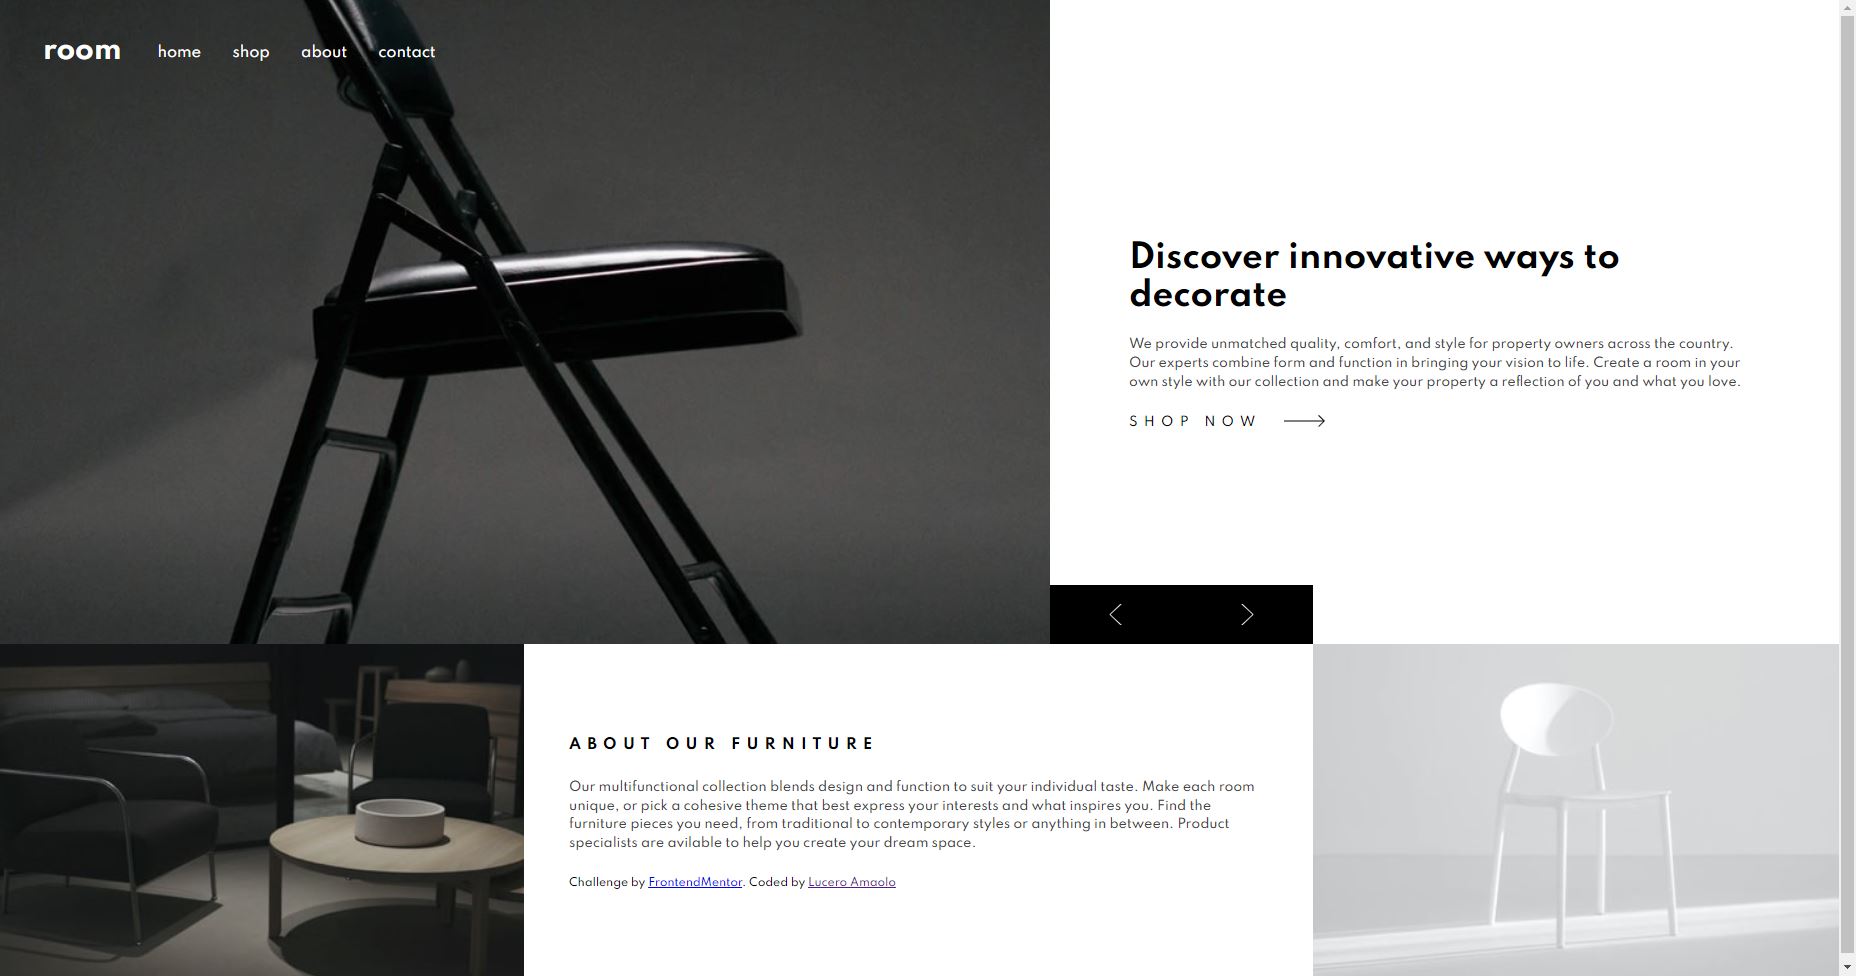 room home shop about contact
Discover innovative ways to
decorate
We provide unmatched quality, comfort, and style for property owners across the country.
Our experts combine form and function in bringing your vision to life. Create a room in your
own style with our collection and make your property a reflection of you and what you love.
SHOP NOW
ABOUT OUR FURNITURE
Our multifunctional collection blends design and function to suit your individual taste. Make each room
unique, or pick a cohesive theme that best express your interests and what inspires you. Find the
furniture pieces you need, from traditional to contemporary styles or anything in between. Product
specialists are avilable to help you create your dream space.
Challenge by FrontendMentor. Coded by Lucero Amaolo